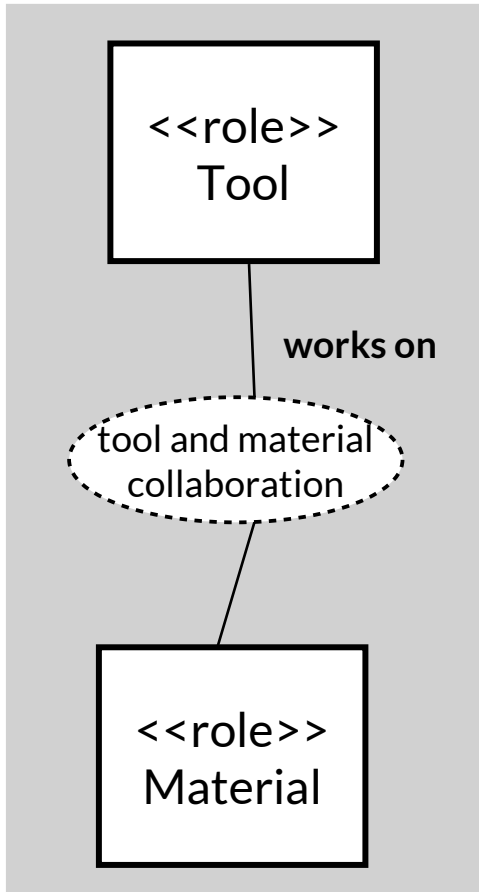 <<role>>
Tool
works on
tool and material
collaboration
<<role>>
Material